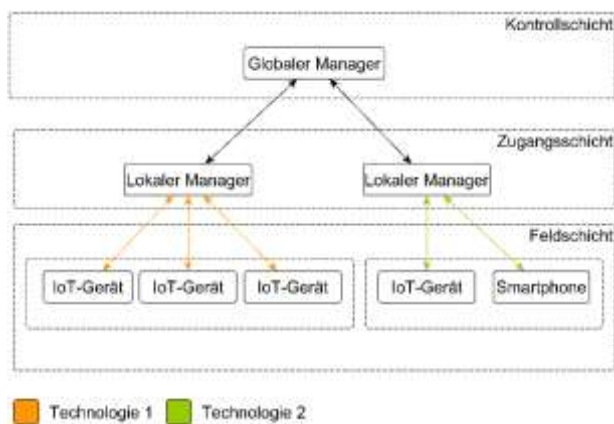 Kontrollschicht
Globaler Manager
Zugangsschicht
Lokaler Manager
Lokaler Manager
Feldschicht
IoT-Gerät
IoT-Gerät
IoT-Gerät
IoT-Gerät
Smartphone
Technologie 1
Technologie 2